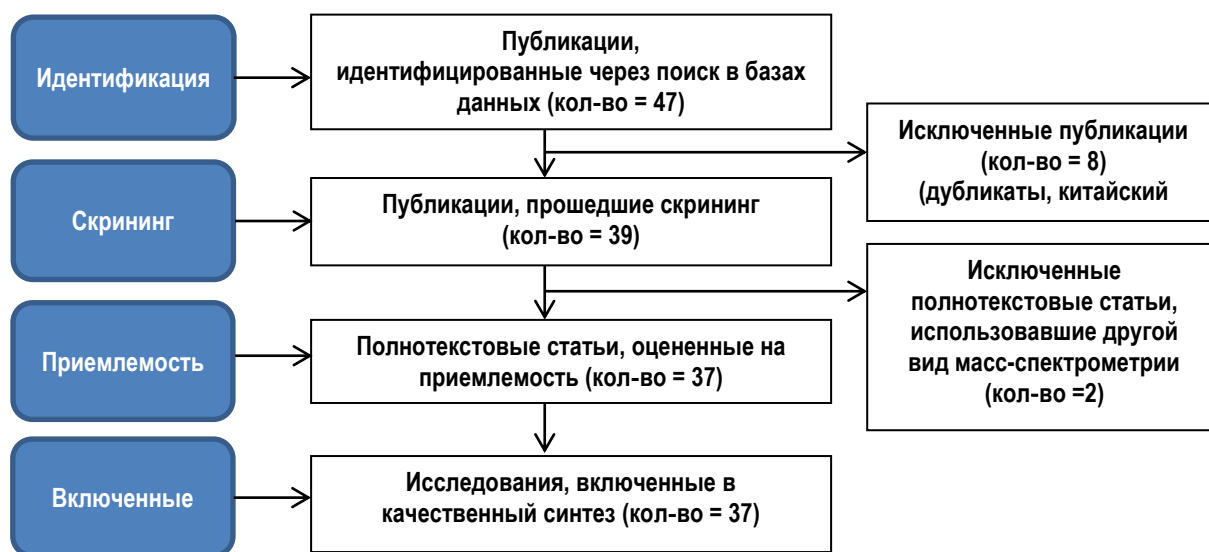 Идентификация
Публикации,
идентифицированные через поиск в базах
данных (кол-во = 47)
Исключенные публикации
(кол-во = 8)
(дубликаты, китайский
Скрининг
Публикации, прошедшие скрининг
(кол-во = 39)
Исключенные
полнотекстовые статьи,
использовавшие другой
вид масс-спектрометрии
(кол-во =2)
Приемлемость
Полнотекстовые статьи, оцененные на
приемлемость (кол-во = 37)
Включенные
Исследования, включенные в
качественный синтез (кол-во = 37)